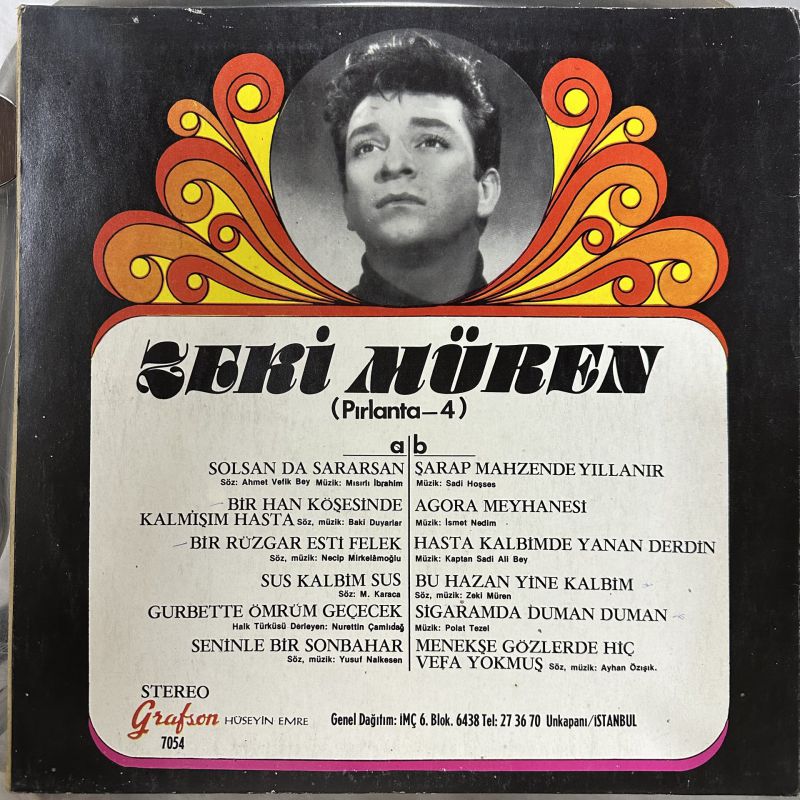 ZEKİ MÜREN
(Pırlanta-4)
a b
SOLSAN DA SARARSAN
Söz: Ahmet Vefik Bey Müzik: Mısırlı İbrahim
BİR HAN KÖŞESİNDE
KALMIŞIM HASTA Söz, müzik: Baki Duyarlar
BİR RÜZGAR ESTİ FELEK
Söz, müzik: Necip Mirkelâmoğlu
SUS KALBİM SUS
Söz: M. Karaca
GURBETTE ÖMRÜM GEÇECEK
Halk Türküsü Derleyen: Nurettin Çamlıdağ
SENİNLE BİR SONBAHAR
Söz, müzik: Yusuf Nalkesen
ŞARAP MAHZENDE YILLANIR
Müzik: Sadi Hoşses
AGORA MEYHANESİ
Müzik: İsmet Nedim
HASTA KALBİMDE YANAN DERDİN
Müzik: Kaptan Sadi Ali Bey
BU HAZAN YİNE KALBİM
Söz, müzik: Zeki Müren
SİGARAMDA DUMAN DUMAN
Müzik: Polat Tezel
MENEKŞE GÖZLERDE HİÇ
VEFA YOKMUŞ Söz, müzik: Ayhan Özışık.
STEREO
Grafson HÜSEYİN EMRE
7054
Genel Dağıtım: İMÇ 6. Blok. 6438 Tel: 27 36 70 Unkapanı/İSTANBUL